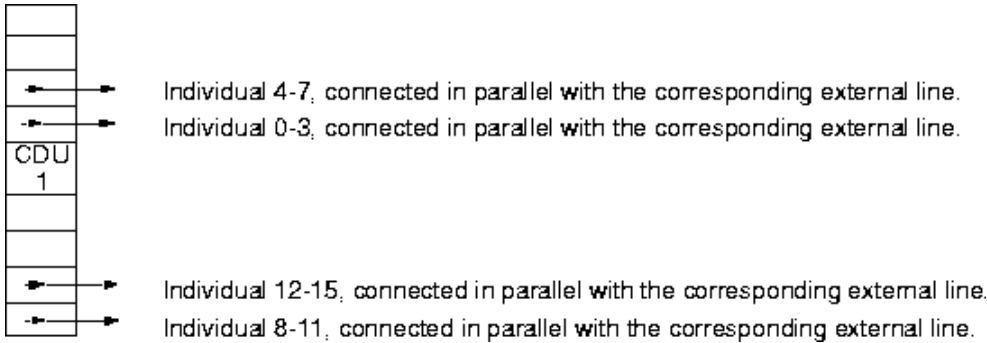 Individual 4-7, connected in parallel with the corresponding external line.
Individual 0-3, connected in parallel with the corresponding external line.
CDU
1
Individual 12-15, connected in parallel with the corresponding external line.
Individual 8-11, connected in parallel with the corresponding external line.